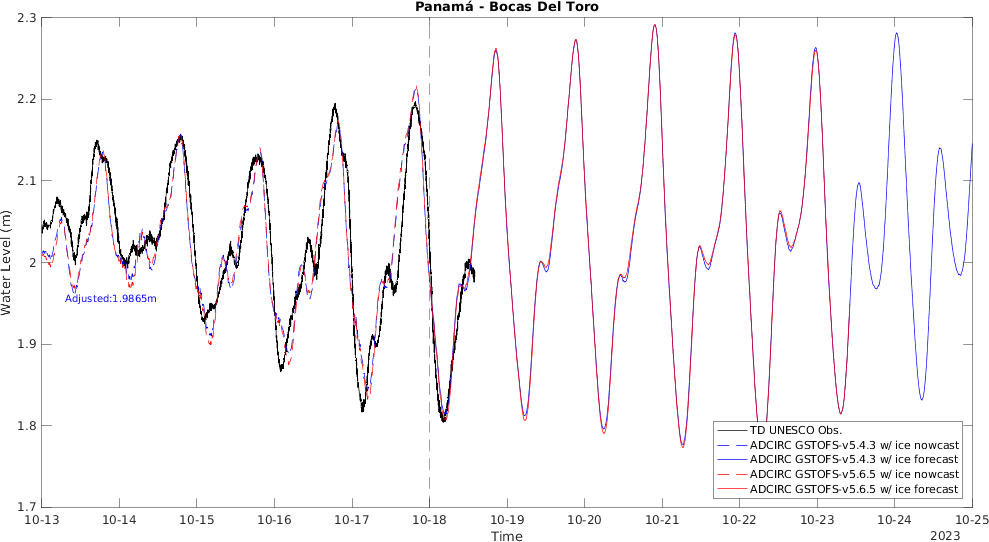 Panamá - Bocas Del Toro
2.3
2.2
2.1
2
1.9
1.8
1.7
Water Level (m)
Adjusted:1.9865m
TD UNESCO Obs.
ADCIRC GSTOFS-v5.4.3 w/ ice nowcast
ADCIRC GSTOFS-v5.4.3 w/ ice forecast
ADCIRC GSTOFS-v5.6.5 w/ ice nowcast
ADCIRC GSTOFS-v5.6.5 w/ ice forecast
10-13 10-14 10-15 10-16 10-17 10-18 10-19 10-20 10-21 10-22 10-23 10-24 10-25
Time
2023